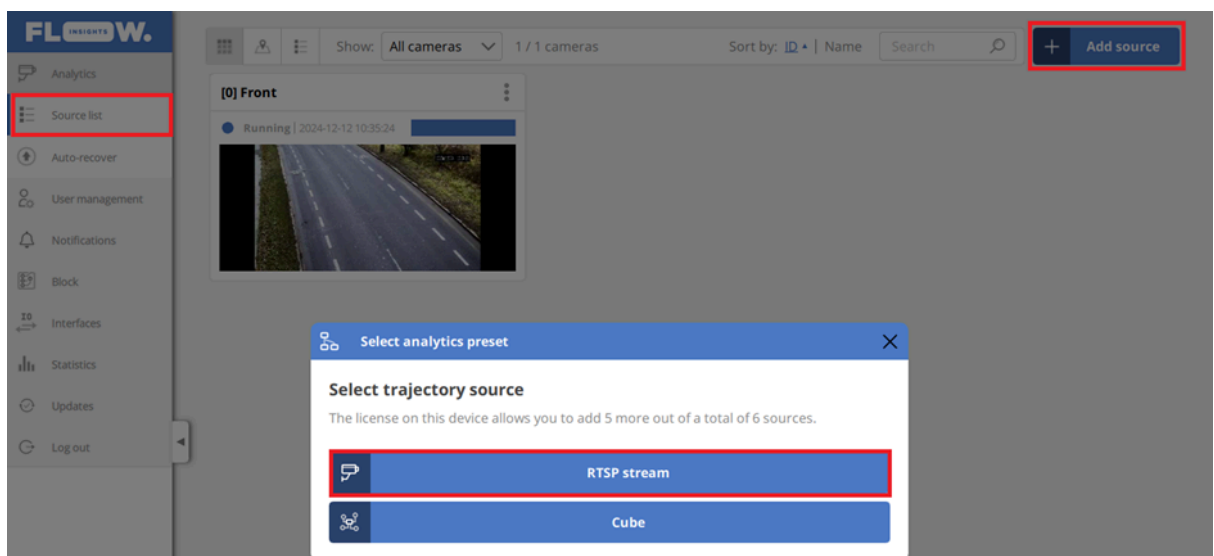 FLOW.
INSIGHTS
Show: All cameras 1 / 1 cameras Sort by: ID | Name Search + Add source
Analytics
Source list
Auto-recover
User management
Notifications
Block
Interfaces
Statistics
Updates
Log out
[0] Front
Running | 2024-12-12 10:35:24
Select analytics preset
Select trajectory source
The license on this device allows you to add 5 more out of a total of 6 sources.
RTSP stream
Cube